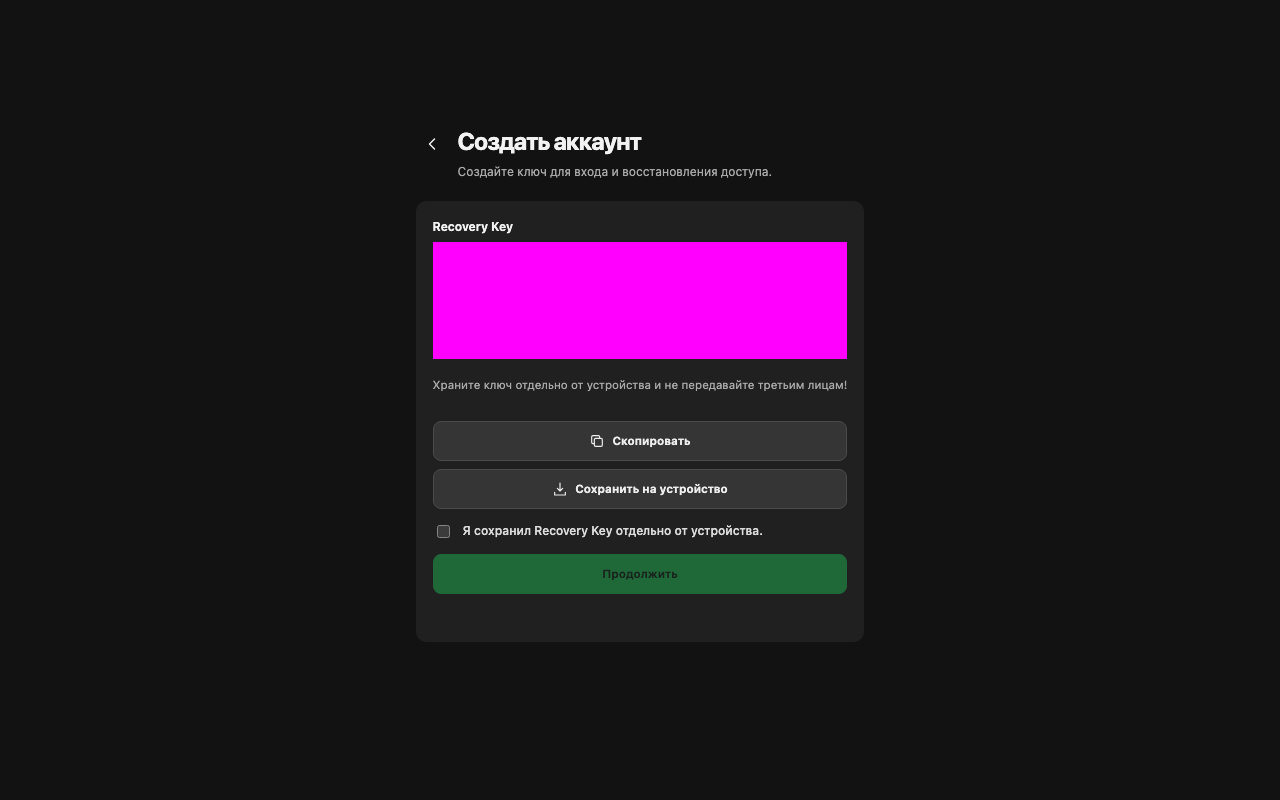 Создать аккаунт
Создайте ключ для входа и восстановления доступа.
Recovery Key
Храните ключ отдельно от устройства и не передавайте третьим лицам!
Скопировать
Сохранить на устройство
Я сохранил Recovery Key отдельно от устройства.
Продолжить